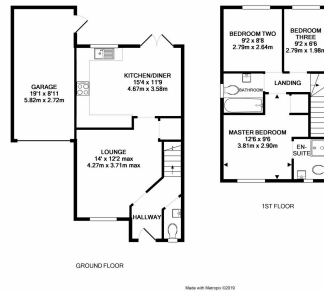 GARAGE
19'1 x 8'11
5.82m x 2.72m
KITCHEN/DINER
15'4 x 11'9
4.67m x 3.58m
LOUNGE
14' x 12'2 max
4.27m x 3.71m max
HALLWAY
GROUND FLOOR
BEDROOM TWO
9'2 x 8'8
2.79m x 2.64m
BEDROOM
THREE
9'2 x 6'6
2.79m x 1.98m
LANDING
BATHROOM
MASTER BEDROOM
12'6 x 9'6
3.81m x 2.90m
EN-
SUITE
1ST FLOOR
Made with Metropix ©2019